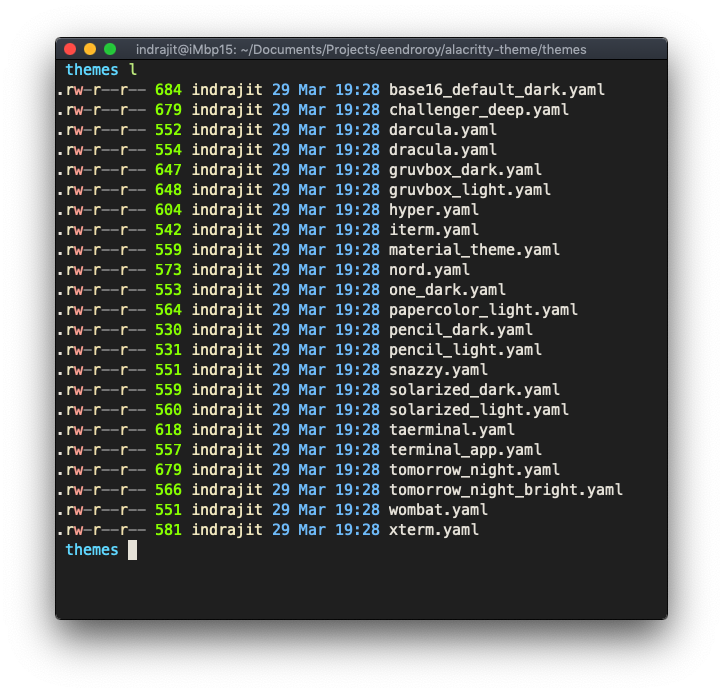 indrajit@iMbp15: ~/Documents/Projects/eendroroy/alacritty-theme/themes
themes l
.rw-r--r-- 684 indrajit 29 Mar 19:28 base16_default_dark.yaml
.rw-r--r-- 679 indrajit 29 Mar 19:28 challenger_deep.yaml
.rw-r--r-- 552 indrajit 29 Mar 19:28 darcula.yaml
.rw-r--r-- 554 indrajit 29 Mar 19:28 dracula.yaml
.rw-r--r-- 647 indrajit 29 Mar 19:28 gruvbox_dark.yaml
.rw-r--r-- 648 indrajit 29 Mar 19:28 gruvbox_light.yaml
.rw-r--r-- 604 indrajit 29 Mar 19:28 hyper.yaml
.rw-r--r-- 542 indrajit 29 Mar 19:28 iterm.yaml
.rw-r--r-- 559 indrajit 29 Mar 19:28 material_theme.yaml
.rw-r--r-- 573 indrajit 29 Mar 19:28 nord.yaml
.rw-r--r-- 553 indrajit 29 Mar 19:28 one_dark.yaml
.rw-r--r-- 564 indrajit 29 Mar 19:28 papercolor_light.yaml
.rw-r--r-- 530 indrajit 29 Mar 19:28 pencil_dark.yaml
.rw-r--r-- 531 indrajit 29 Mar 19:28 pencil_light.yaml
.rw-r--r-- 551 indrajit 29 Mar 19:28 snazzy.yaml
.rw-r--r-- 559 indrajit 29 Mar 19:28 solarized_dark.yaml
.rw-r--r-- 560 indrajit 29 Mar 19:28 solarized_light.yaml
.rw-r--r-- 618 indrajit 29 Mar 19:28 taerminal.yaml
.rw-r--r-- 557 indrajit 29 Mar 19:28 terminal_app.yaml
.rw-r--r-- 679 indrajit 29 Mar 19:28 tomorrow_night.yaml
.rw-r--r-- 566 indrajit 29 Mar 19:28 tomorrow_night_bright.yaml
.rw-r--r-- 551 indrajit 29 Mar 19:28 wombat.yaml
.rw-r--r-- 581 indrajit 29 Mar 19:28 xterm.yaml
themes